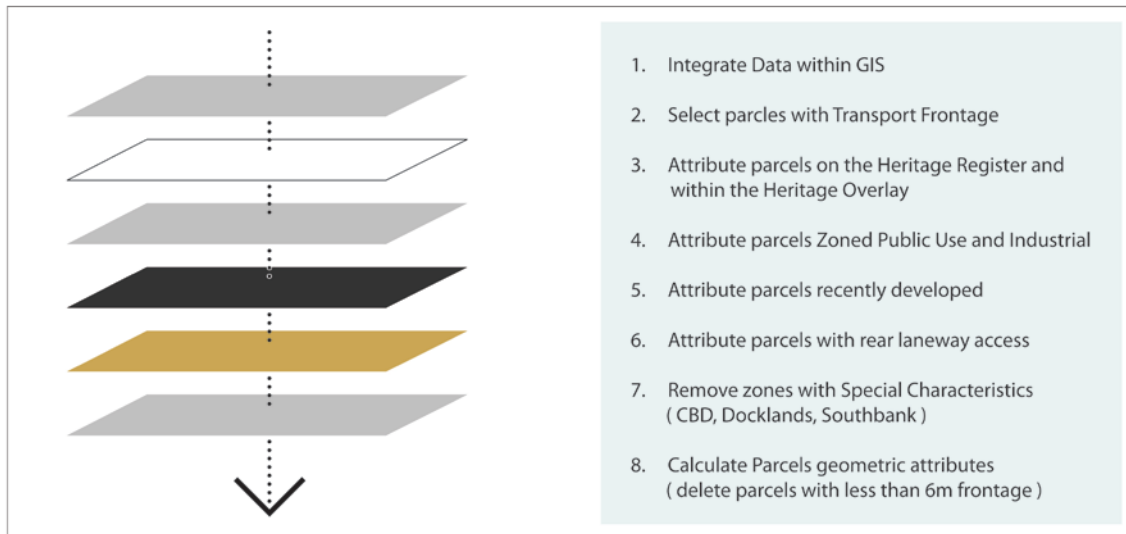 1. Integrate Data within GIS
2. Select parcles with Transport Frontage
3. Attribute parcels on the Heritage Register and
within the Heritage Overlay
4. Attribute parcels Zoned Public Use and Industrial
5. Attribute parcels recently developed
6. Attribute parcels with rear laneway access
7. Remove zones with Special Characteristics
( CBD, Docklands, Southbank )
8. Calculate Parcels geometric attributes
( delete parcels with less than 6m frontage )